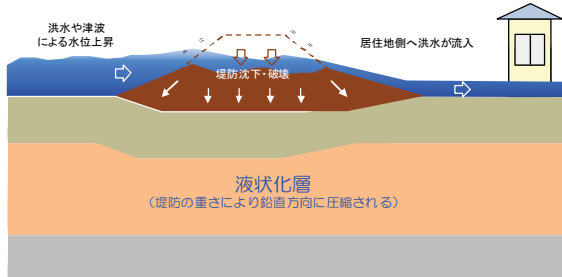 洪水や津波
による水位上昇
居住地側へ洪水が流入
堤防沈下・破壊
液状化層
（堤防の重さにより鉛直方向に圧縮される）